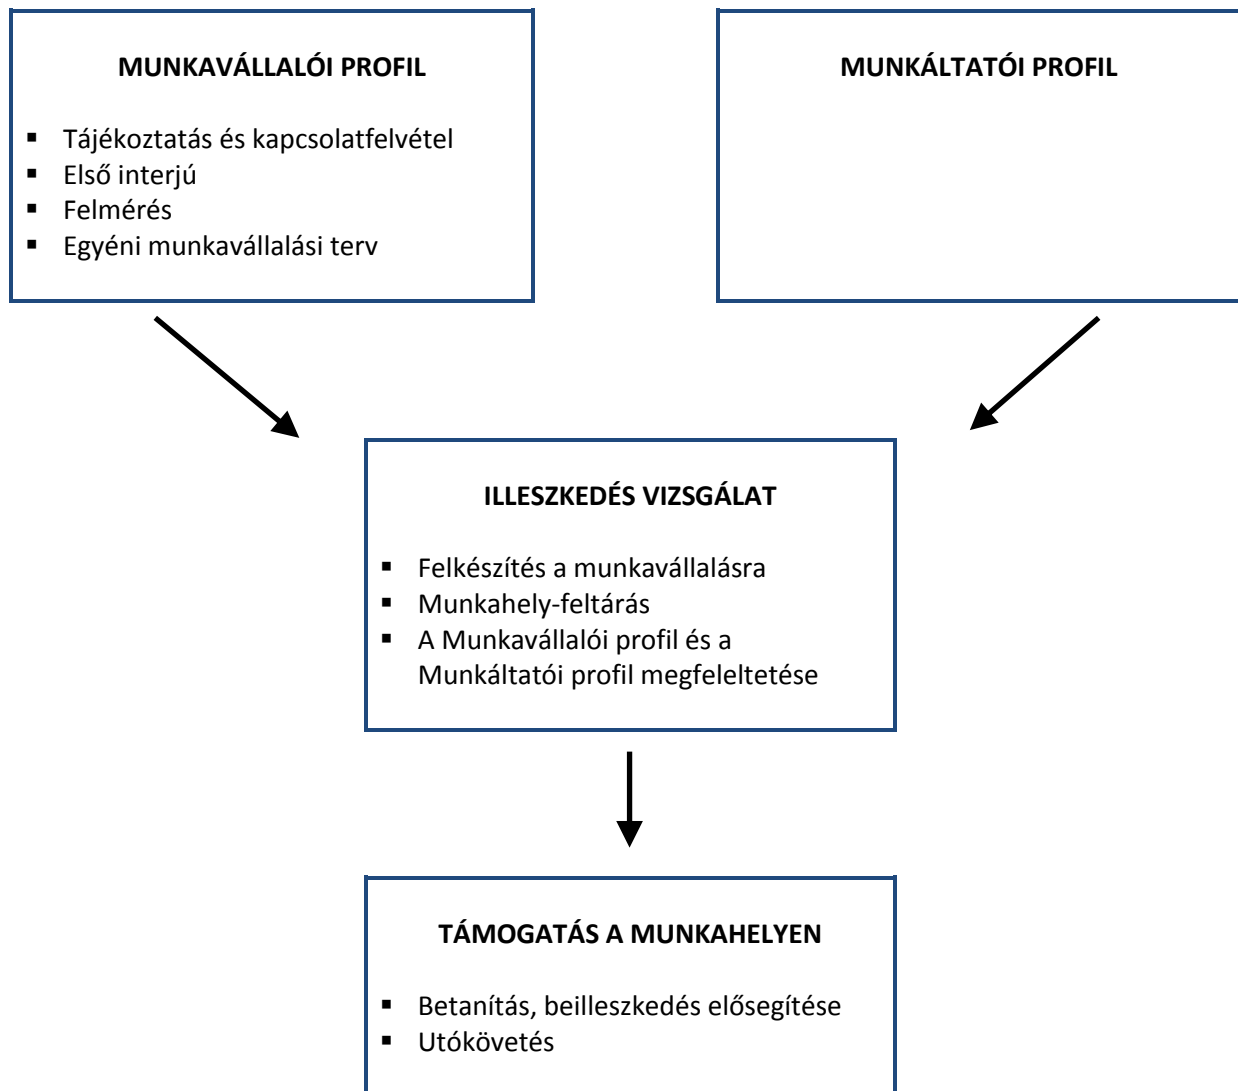 MUNKAVÁLLALÓI PROFIL
▪ Tájékoztatás és kapcsolatfelvétel
▪ Első interjú
▪ Felmérés
▪ Egyéni munkavállalási terv
MUNKÁLTATÓI PROFIL
ILLESZKEDÉS VIZSGÁLAT
▪ Felkészítés a munkavállalásra
▪ Munkahely-feltárás
▪ A Munkavállalói profil és a
Munkáltatói profil megfeleltetése
TÁMOGATÁS A MUNKAHELYEN
▪ Betanítás, beilleszkedés elősegítése
▪ Utókövetés